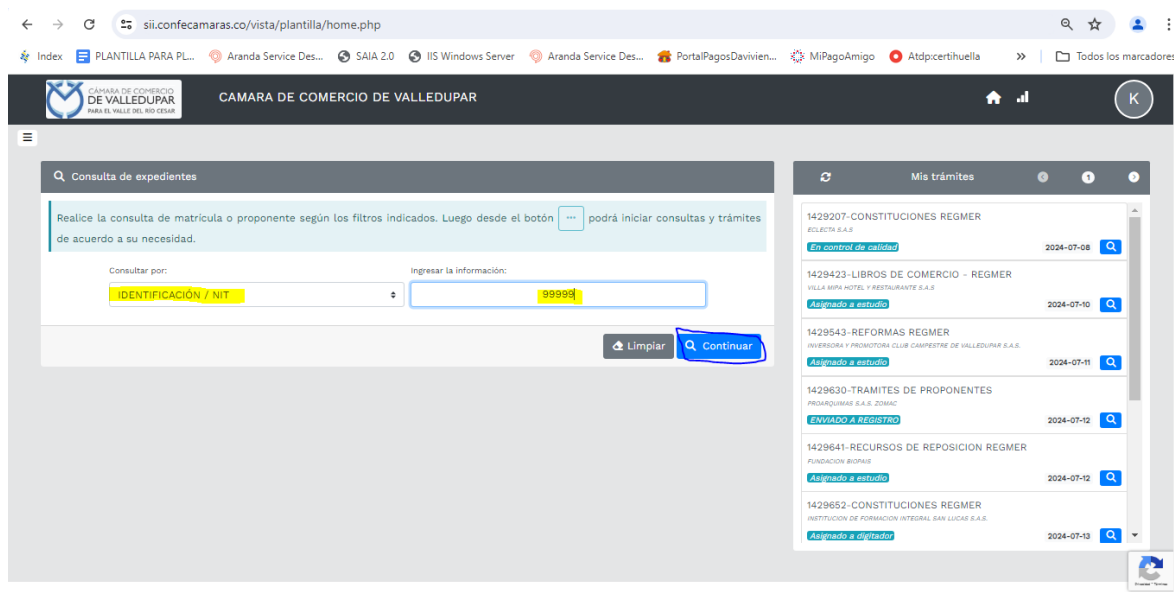 sii.confecamaras.co/vista/plantilla/home.php
Index PLANTILLA PARA PL... Aranda Service Des... SAIA 2.0 IIS Windows Server Aranda Service Des... PortalPagosDavivien... MiPagoAmigo Atdp:certihuella » Todos los marcadores
CÁMARA DE COMERCIO
DE VALLEDUPAR
PARA EL VALLE DEL RÍO CESAR
CAMARA DE COMERCIO DE VALLEDUPAR
K
Consulta de expedientes
Realice la consulta de matrícula o proponente según los filtros indicados. Luego desde el botón ... podrá iniciar consultas y trámites
de acuerdo a su necesidad.
Consultar por:
Ingresar la información:
IDENTIFICACIÓN / NIT
99999
Limpiar
Continuar
Mis trámites
1
1429207-CONSTITUCIONES REGMER
ECLECTA S.A.S
En control de calidad 2024-07-08
1429423-LIBROS DE COMERCIO - REGMER
VILLA MIPA HOTEL Y RESTAURANTE S.A.S
Asignado a estudio 2024-07-10
1429543-REFORMAS REGMER
INVERSORA Y PROMOTORA CLUB CAMPESTRE DE VALLEDUPAR S.A.S.
Asignado a estudio 2024-07-11
1429630-TRAMITES DE PROPONENTES
PROARQUIMAS S.A.S. ZOMAC
ENVIADO A REGISTRO 2024-07-12
1429641-RECURSOS DE REPOSICION REGMER
FUNDACION BIOPAIS
Asignado a estudio 2024-07-12
1429652-CONSTITUCIONES REGMER
INSTITUCION DE FORMACION INTEGRAL SAN LUCAS S.A.S.
Asignado a digitador 2024-07-13